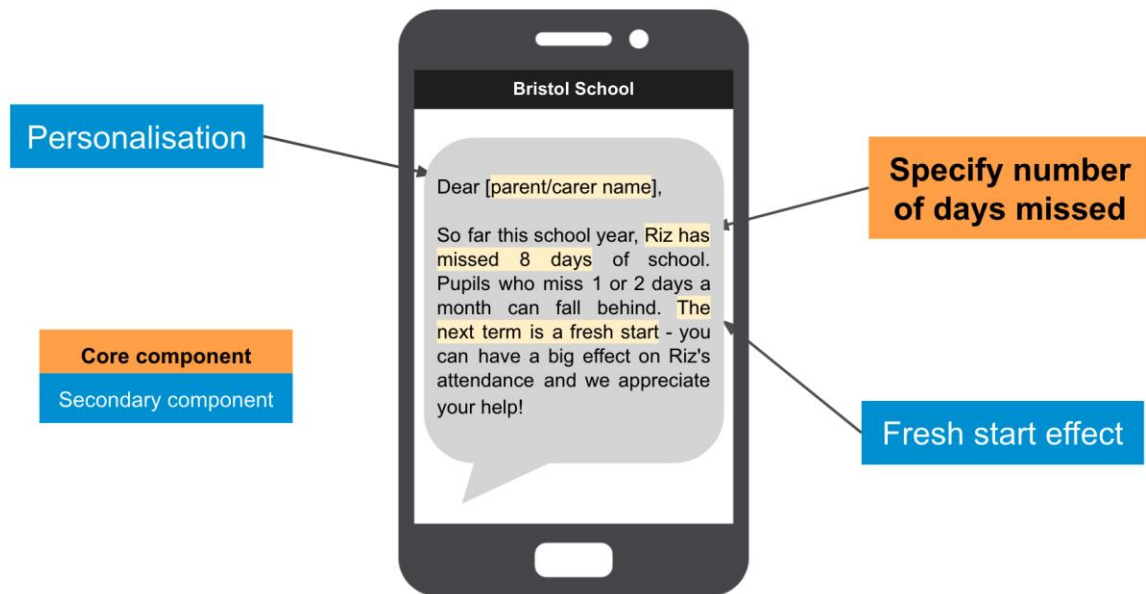 Bristol School
Personalisation
Dear [parent/carer name],
So far this school year, Riz has
missed 8 days of school.
Pupils who miss 1 or 2 days a
month can fall behind. The
next term is a fresh start - you
can have a big effect on Riz's
attendance and we appreciate
your help!
Specify number
of days missed
Core component
Secondary component
Fresh start effect